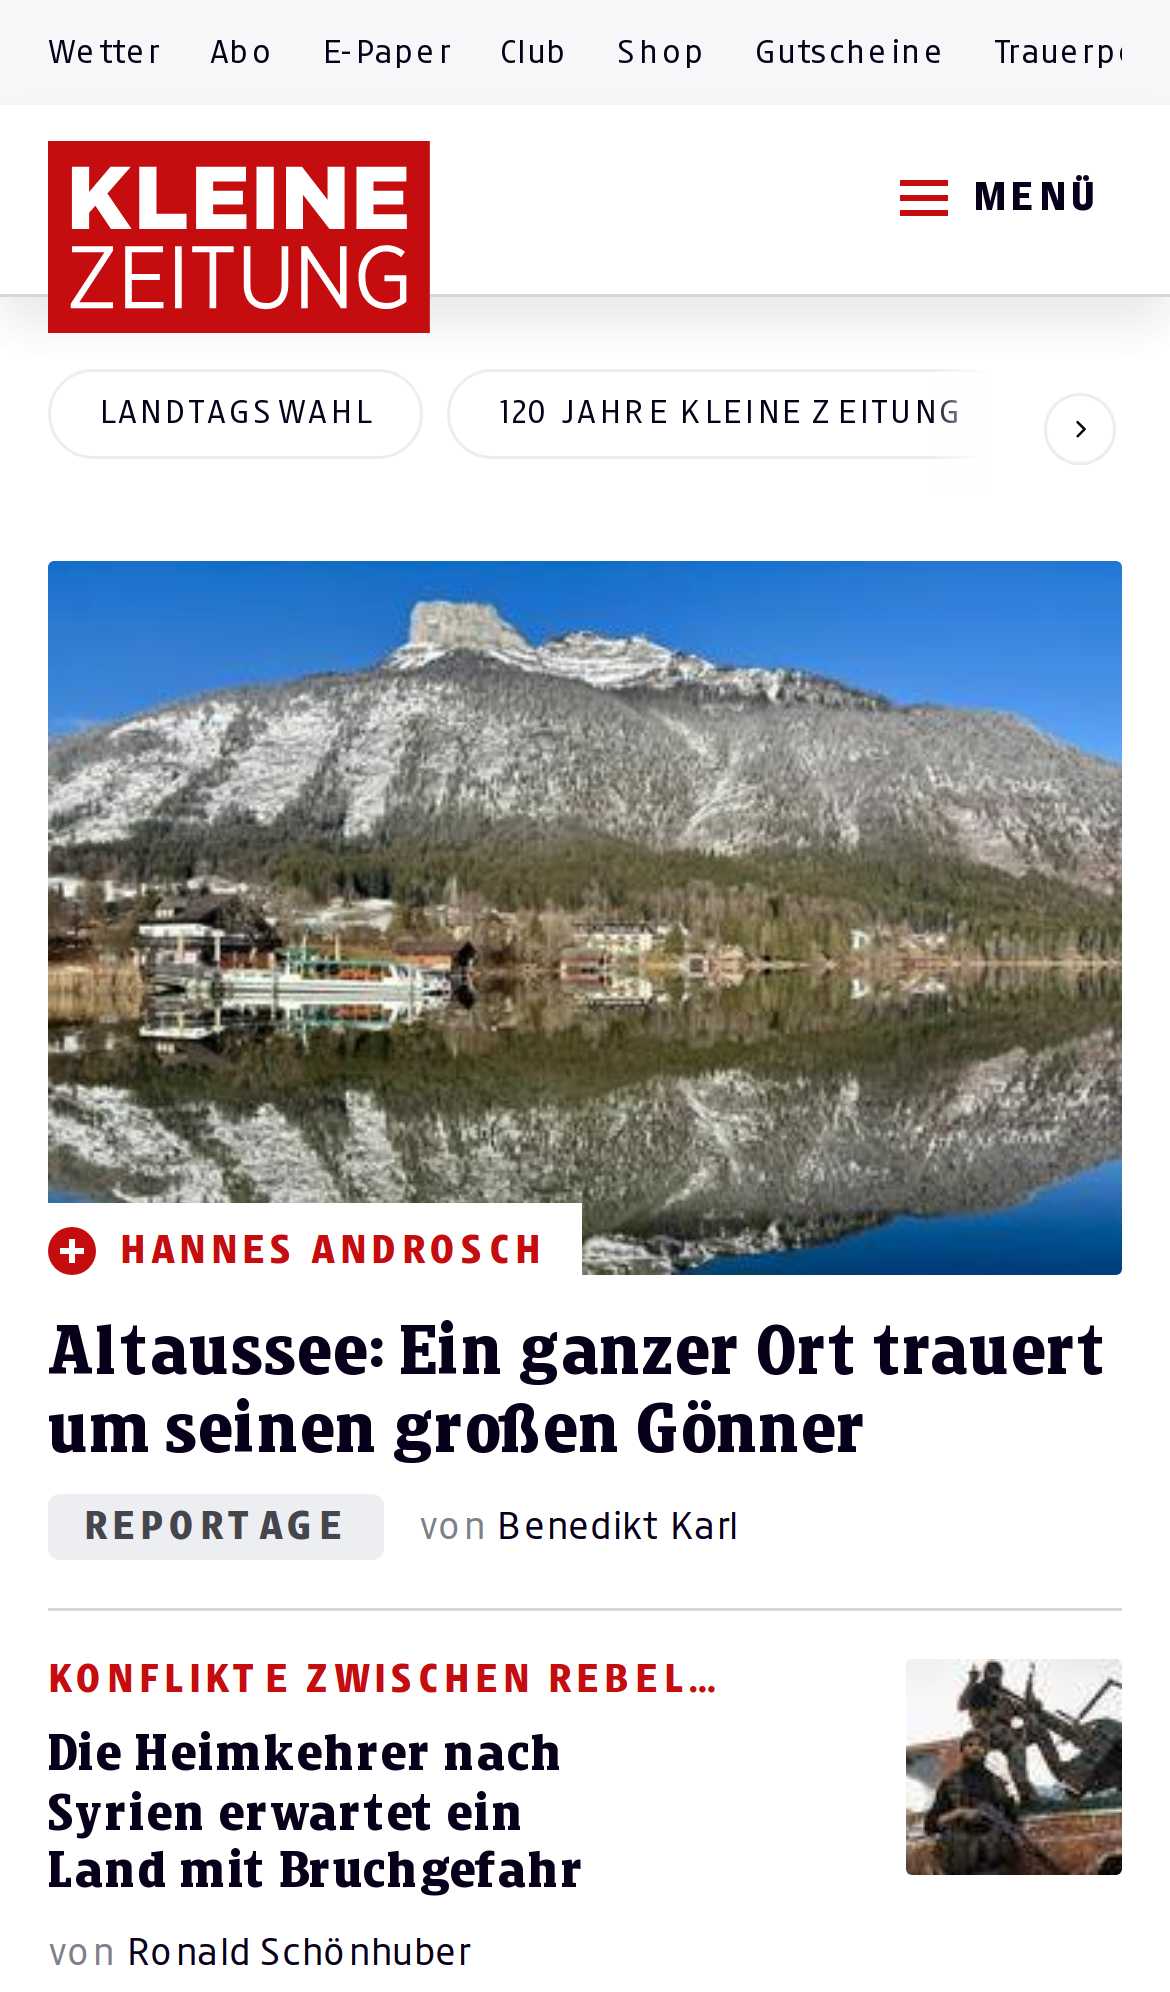 Wetter Abo E-Paper Club Shop Gutscheine Trauerp
KLEINE
ZEITUNG
MENÜ
LANDTAGSWAHL
120 JAHRE KLEINE ZEITUNG
HANNES ANDROSCH
Altaussee: Ein ganzer Ort trauert
um seinen großen Gönner
REPORTAGE
von Benedikt Karl
KONFLIKTE ZWISCHEN REBEL…
Die Heimkehrer nach
Syrien erwartet ein
Land mit Bruchgefahr
von Ronald Schönhuber